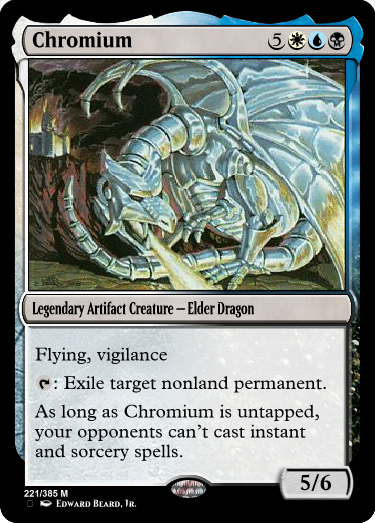 Chromium 5
Legendary Artifact Creature – Elder Dragon
Flying, vigilance
: Exile target nonland permanent.
As long as Chromium is untapped,
your opponents can't cast instant
and sorcery spells.
5/6
221/385 M
Edward Beard, Jr.